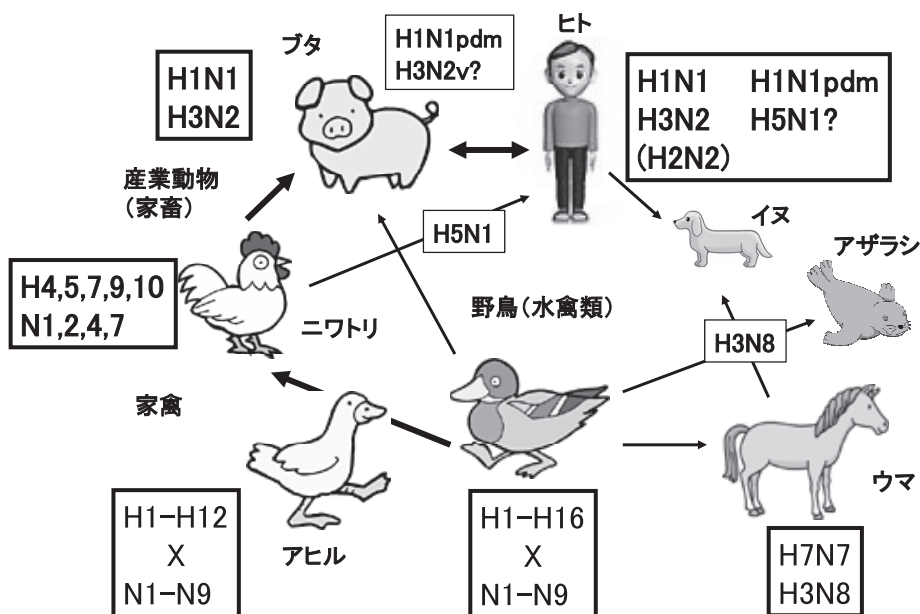 ブタ
H1N1pdm
H3N2v?
ヒト
H1N1
H3N2
H1N1 H1N1pdm
H3N2 H5N1?
(H2N2)
産業動物
(家畜)
H5N1
イヌ
アザラシ
H4,5,7,9,10
N1,2,4,7
ニワトリ
野鳥(水禽類)
H3N8
家禽
ウマ
H1-H12
X
N1-N9
アヒル
H1-H16
X
N1-N9
H7N7
H3N8